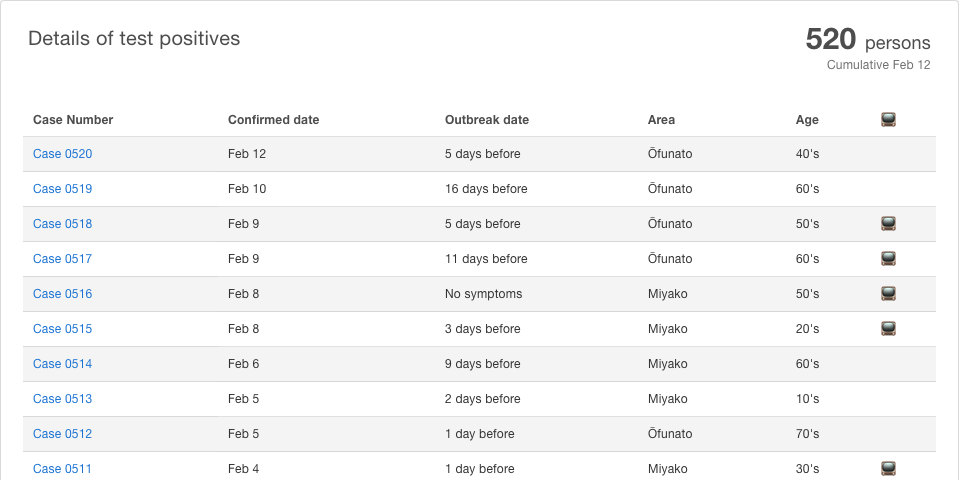 Details of test positives
520 persons
Cumulative Feb 12
Case Number Confirmed date Outbreak date Area Age
Case 0520 Feb 12 5 days before Ōfunato 40's
Case 0519 Feb 10 16 days before Ōfunato 60's
Case 0518 Feb 9 5 days before Ōfunato 50's
Case 0517 Feb 9 11 days before Ōfunato 60's
Case 0516 Feb 8 No symptoms Miyako 50's
Case 0515 Feb 8 3 days before Miyako 20's
Case 0514 Feb 6 9 days before Miyako 60's
Case 0513 Feb 5 2 days before Miyako 10's
Case 0512 Feb 5 1 day before Ōfunato 70's
Case 0511 Feb 4 1 day before Miyako 30's